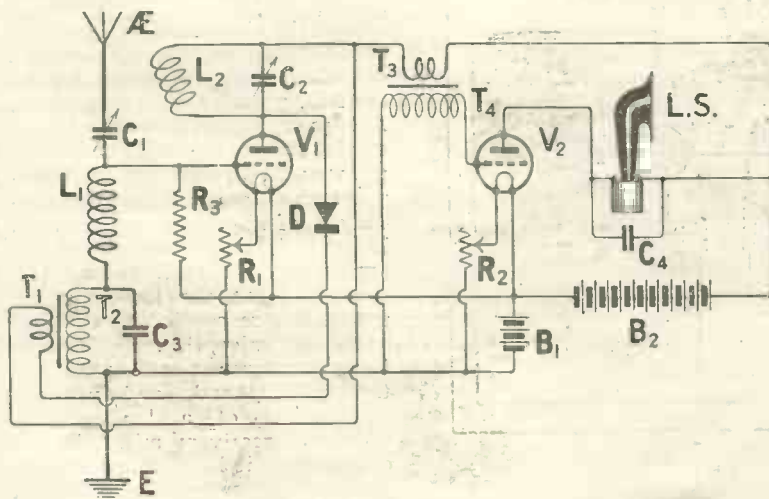 Æ
L₂
C₂
T₃
T₄
L.S.
C₁
V₁
V₂
L₁
R₃
D
R₁
R₂
C₄
T₁
T₂
C₃
B₁
B₂
E